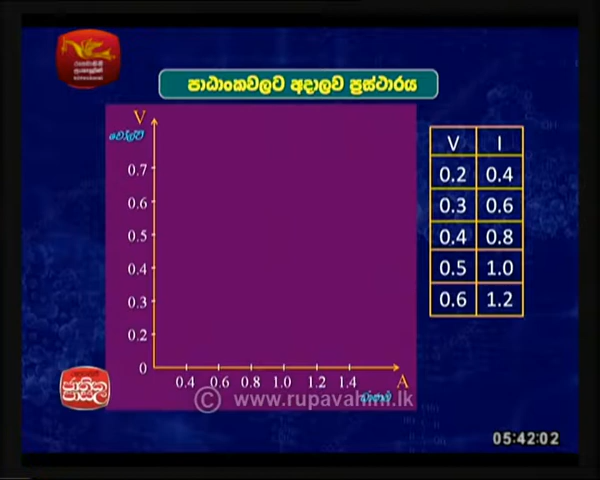 පාඨාංකවලට අදාලව ප්‍රස්ථාරය
V
වෝල්ට්
0.7
0.6
0.5
0.4
0.3
0.2
0
0.4 0.6 0.8 1.0 1.2 1.4 A
V I
0.2 0.4
0.3 0.6
0.4 0.8
0.5 1.0
0.6 1.2
ජාතික
පාසල
© www.rupavahini.lk
05:42:02